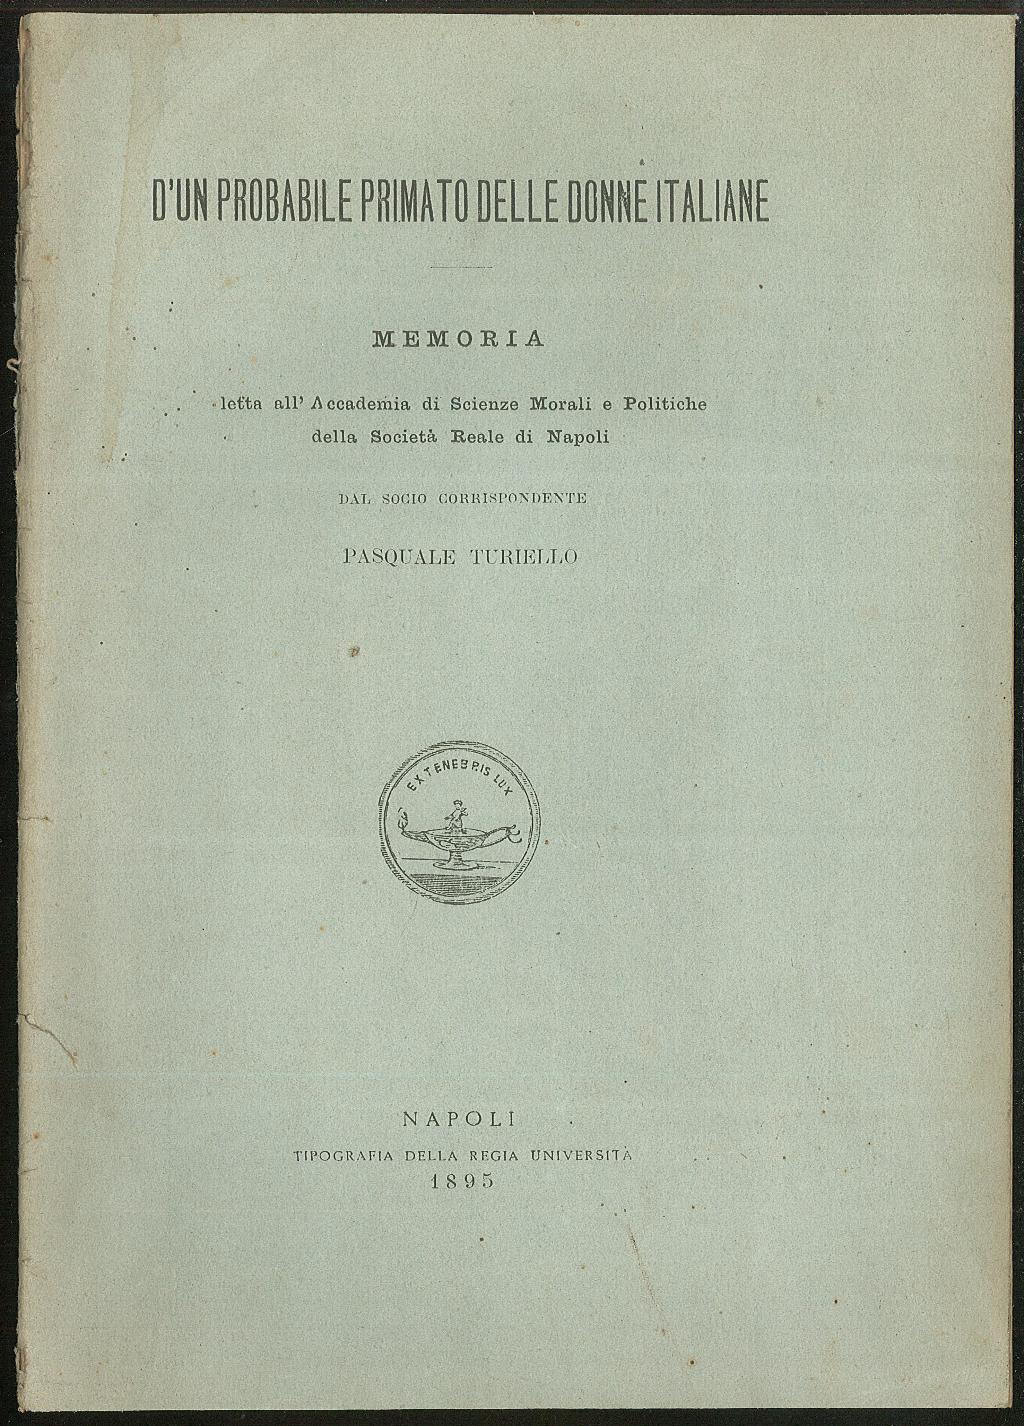 D'UN PROBABILE PRIMATO DELLE DONNE ITALIANE
MEMORIA
letta all' Accademia di Scienze Morali e Politiche
della Società Reale di Napoli
DAL SOCIO CORRISPONDENTE
PASQUALE TURIELLO
EX TENEBRIS LUX
NAPOLI
TIPOGRAFIA DELLA REGIA UNIVERSITÀ
1895